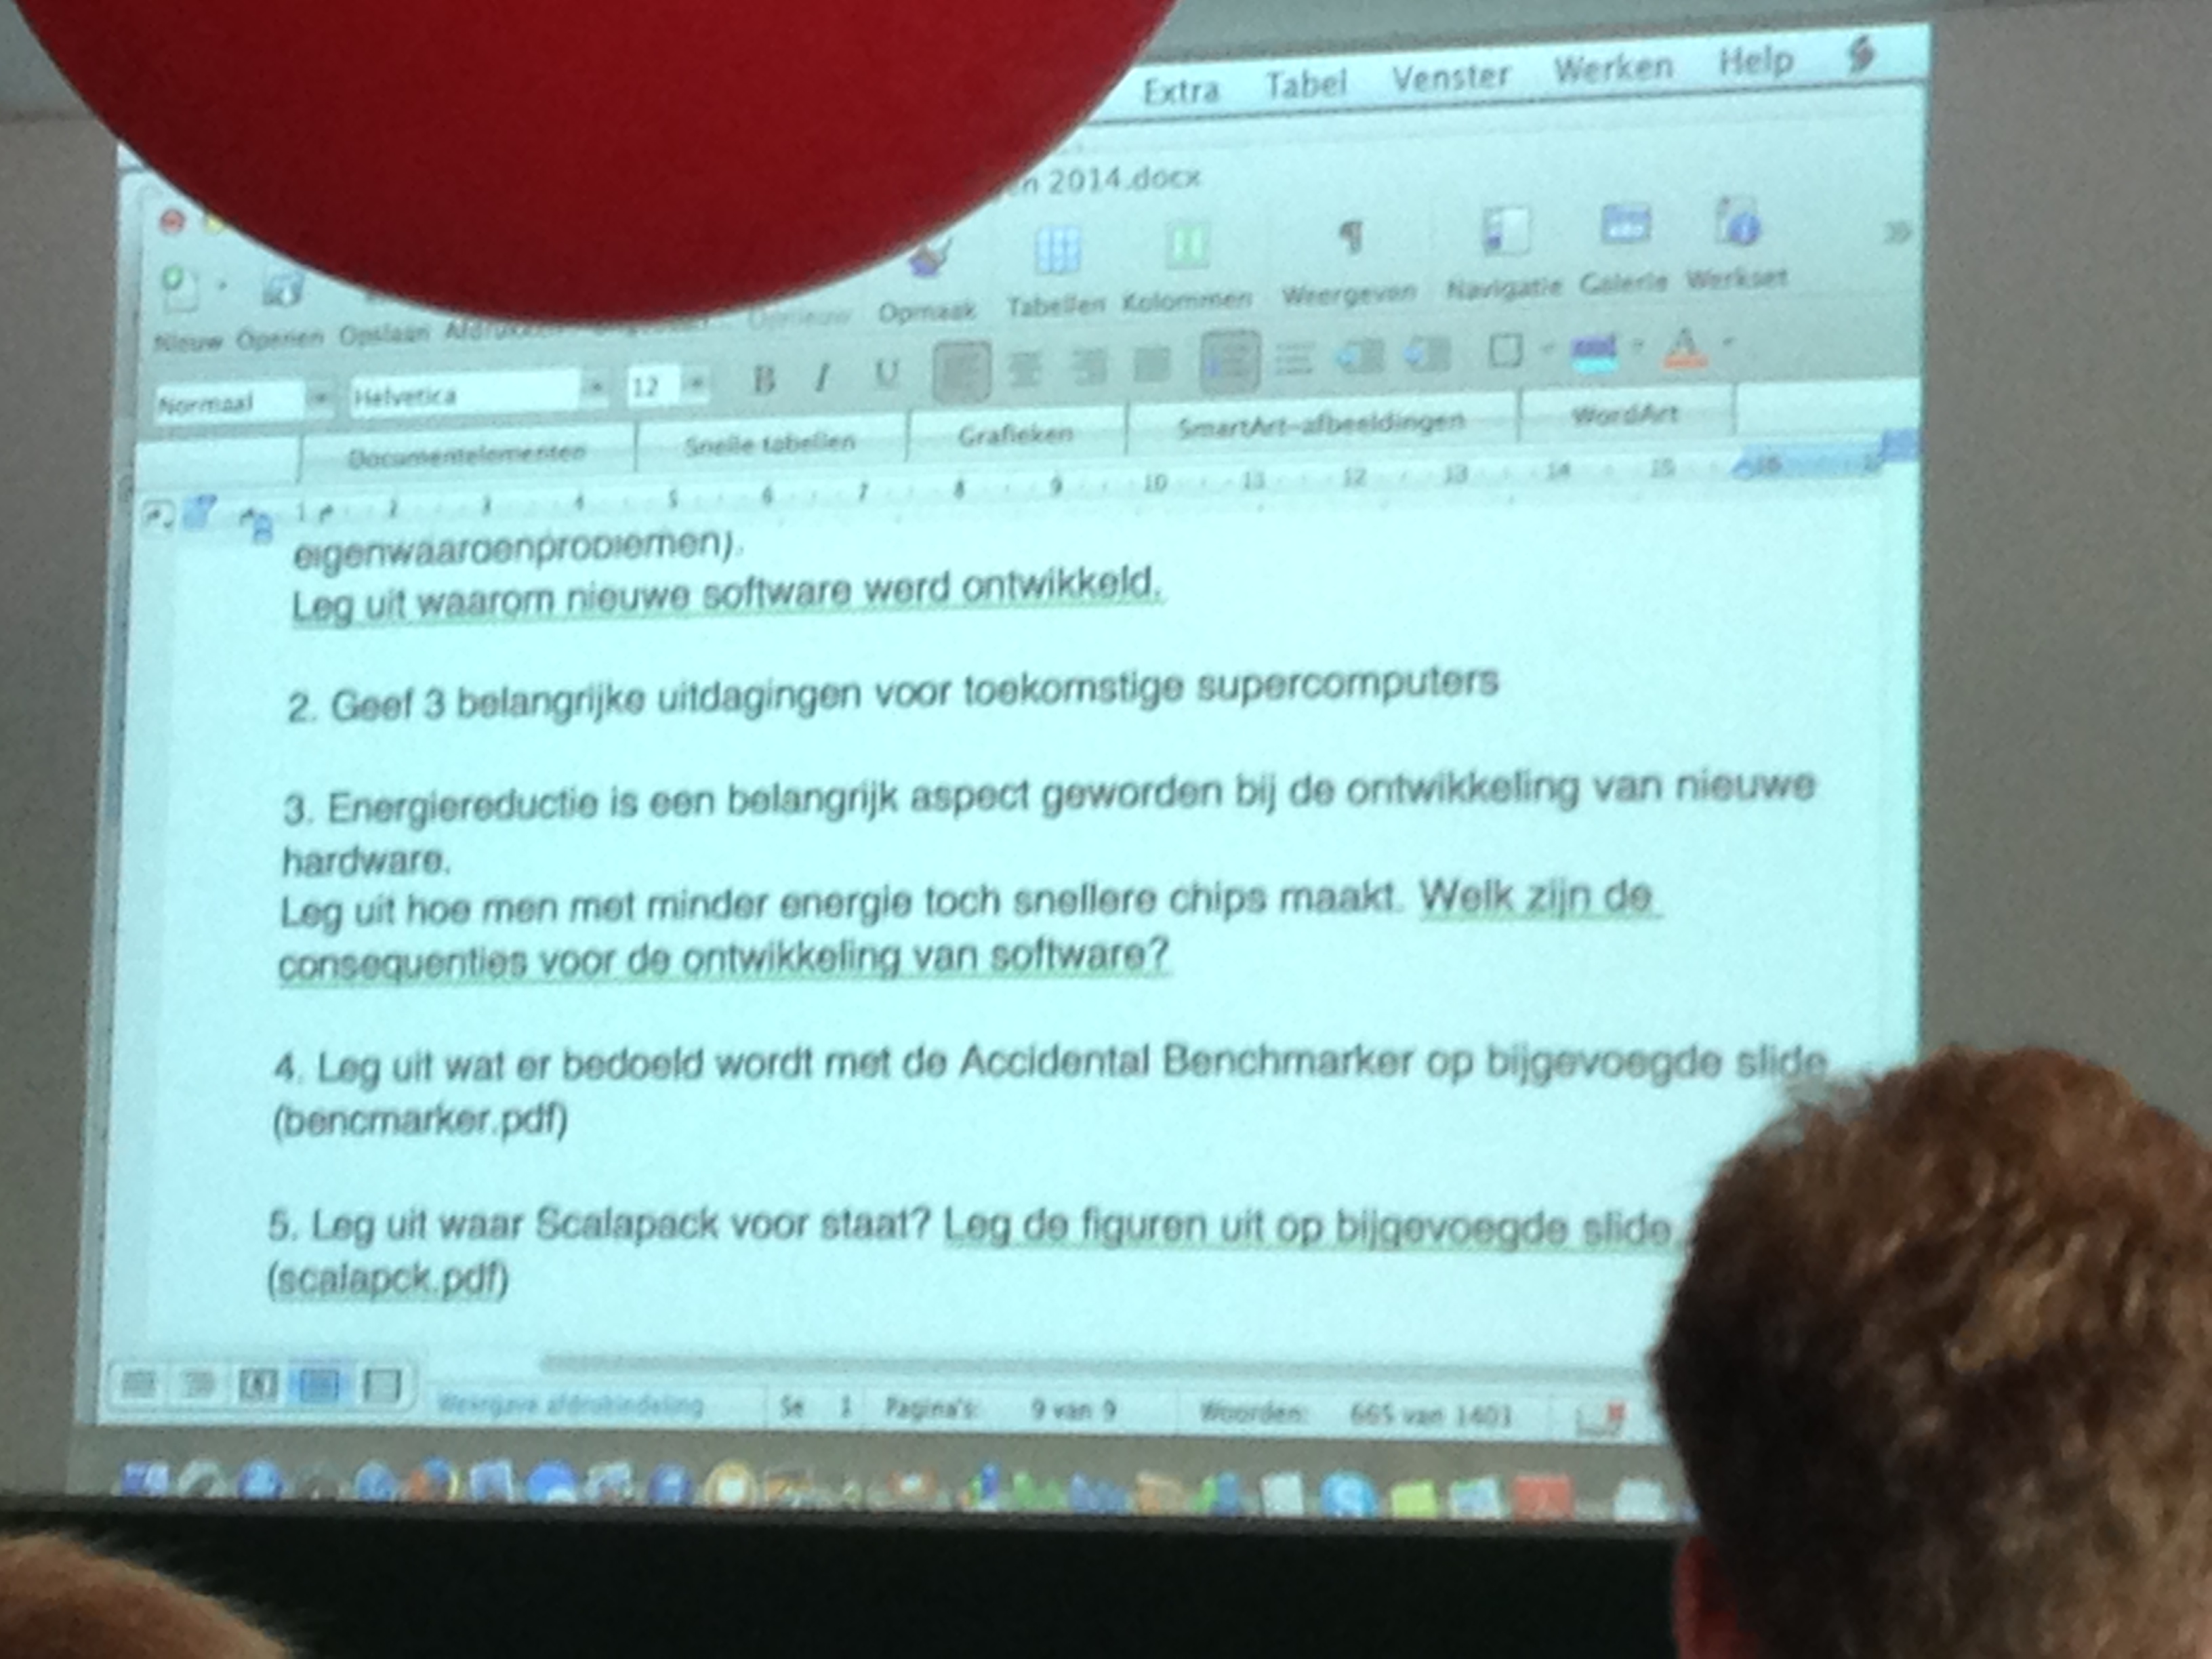 Extra Tabel Venster Werken Help
n 2014.docx
Nieuw Openen Opslaan Opnieuw Opmaak Tabellen Kolommen Weergeven Navigatie Galerie Werkset
Normaal Helvetica 12 B I U
Documentelementen Snelle tabellen Grafieken SmartArt-afbeeldingen WordArt
1 2 3 4 5 6 7 8 9 10 11 12 13 14 15 16
eigenwaardenproblemen).
Leg uit waarom nieuwe software werd ontwikkeld.
2. Geef 3 belangrijke uitdagingen voor toekomstige supercomputers
3. Energiereductie is een belangrijk aspect geworden bij de ontwikkeling van nieuwe
hardware.
Leg uit hoe men met minder energie toch snellere chips maakt. Welk zijn de
consequenties voor de ontwikkeling van software?
4. Leg uit wat er bedoeld wordt met de Accidental Benchmarker op bijgevoegde slide
(bencmarker.pdf)
5. Leg uit waar Scalapack voor staat? Leg de figuren uit op bijgevoegde slide
(scalapck.pdf)
Weergave afdrukindeling Se 1 Pagina's: 9 van 9 Woorden: 665 van 1401